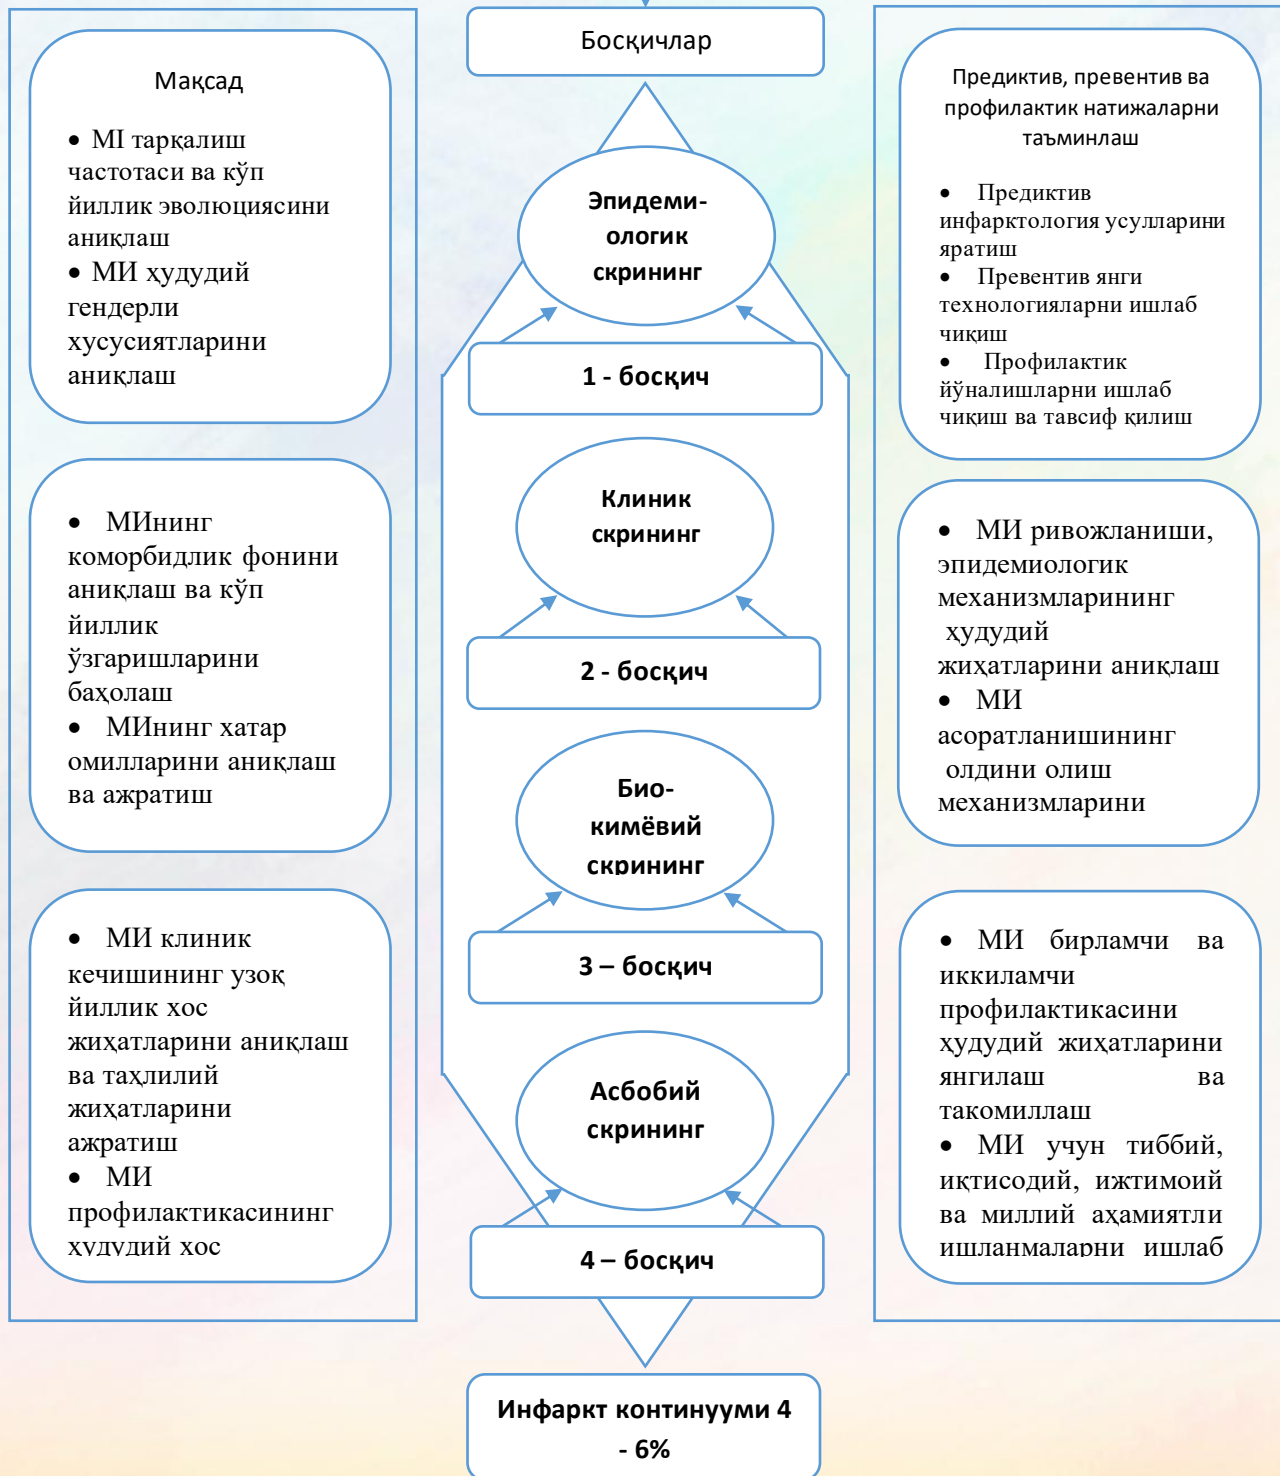 Босқичлар
Мақсад
• MI тарқалиш
частотаси ва кўп
йиллик эволюциясини
аниқлаш
• МИ ҳудудий
гендерли
хусусиятларини
аниқлаш
• МИнинг
коморбидлик фонини
аниқлаш ва кўп
йиллик
ўзгаришларини
баҳолаш
• МИнинг хатар
омилларини аниқлаш
ва ажратиш
• МИ клиник
кечишининг узоқ
йиллик хос
жиҳатларини аниқлаш
ва таҳлилий
жиҳатларини
ажратиш
• МИ
профилактикасининг
ҳудудий хос
Эпидеми-
ологик
скрининг
1 - босқич
Клиник
скрининг
2 - босқич
Био-
кимёвий
скрининг
3 – босқич
Асбобий
скрининг
4 – босқич
Инфаркт континууми 4
- 6%
Предиктив, превентив ва
профилактик натижаларни
таъминлаш
• Предиктив
инфарктология усулларини
яратиш
• Превентив янги
технологияларни ишлаб
чиқиш
• Профилактик
йўналишларни ишлаб
чиқиш ва тавсиф қилиш
• МИ ривожланиши,
эпидемиологик
механизмларининг
ҳудудий
жиҳатларини аниқлаш
• МИ
асоратланишининг
олдини олиш
механизмларини
• МИ бирламчи ва
иккиламчи
профилактикасини
ҳудудий жиҳатларини
янгилаш ва
такомиллаш
• МИ учун тиббий,
иқтисодий, ижтимоий
ва миллий аҳамиятли
ишланмаларни ишлаб